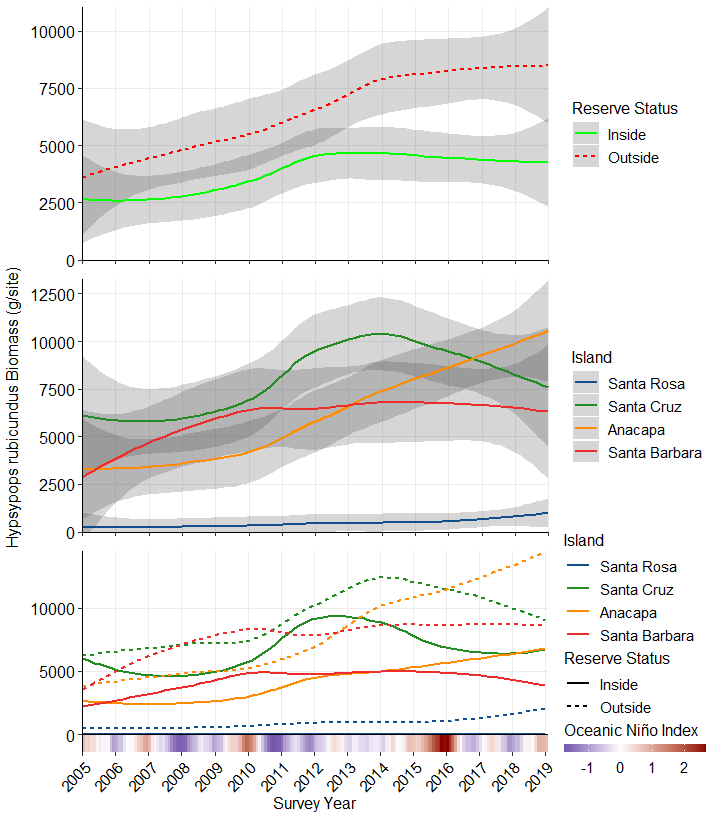 Hypsypops rubicundus Biomass (g/site)
10000
7500
5000
2500
0
Reserve Status
Inside
Outside
12500
10000
7500
5000
2500
0
Island
Santa Rosa
Santa Cruz
Anacapa
Santa Barbara
10000
5000
0
Island
Santa Rosa
Santa Cruz
Anacapa
Santa Barbara
Reserve Status
Inside
Outside
Oceanic Niño Index
-1 0 1 2
2005 2006 2007 2008 2009 2010 2011 2012 2013 2014 2015 2016 2017 2018 2019
Survey Year